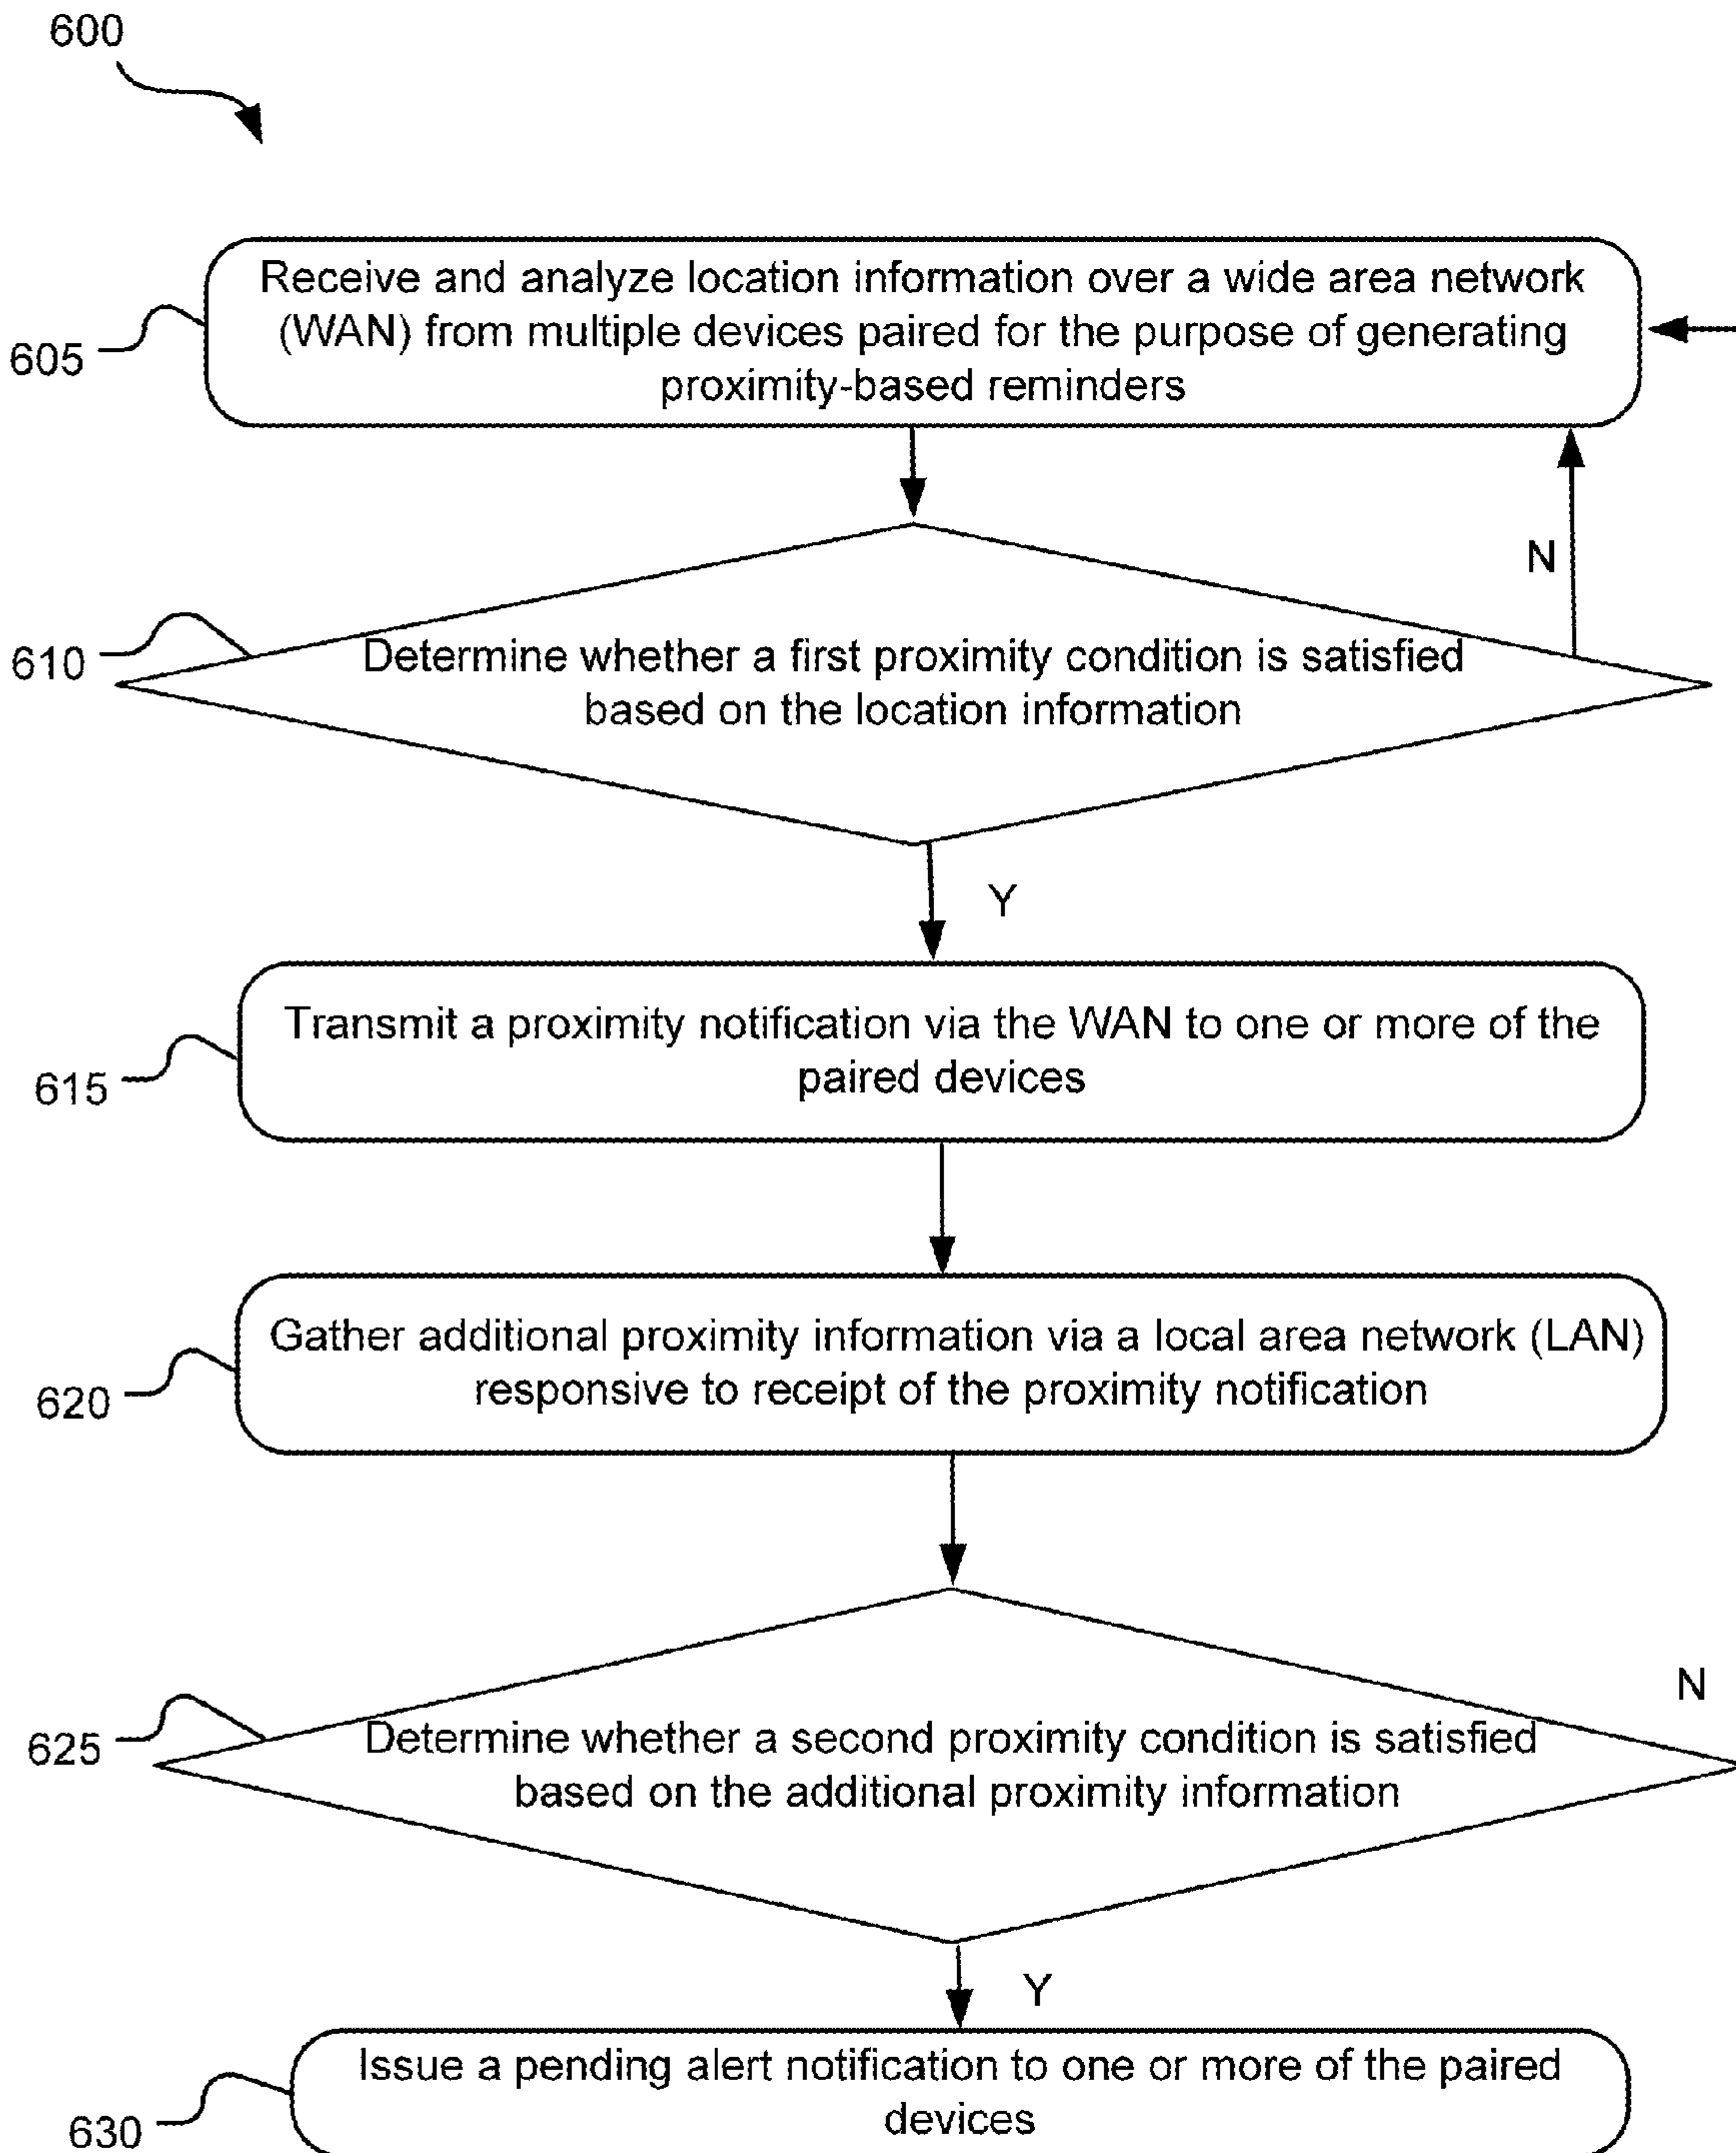 600
Receive and analyze location information over a wide area network
(WAN) from multiple devices paired for the purpose of generating
proximity-based reminders
605
N
610
Determine whether a first proximity condition is satisfied
based on the location information
Y
Transmit a proximity notification via the WAN to one or more of the
paired devices
615
Gather additional proximity information via a local area network (LAN)
responsive to receipt of the proximity notification
620
N
625
Determine whether a second proximity condition is satisfied
based on the additional proximity information
Y
Issue a pending alert notification to one or more of the paired
devices
630